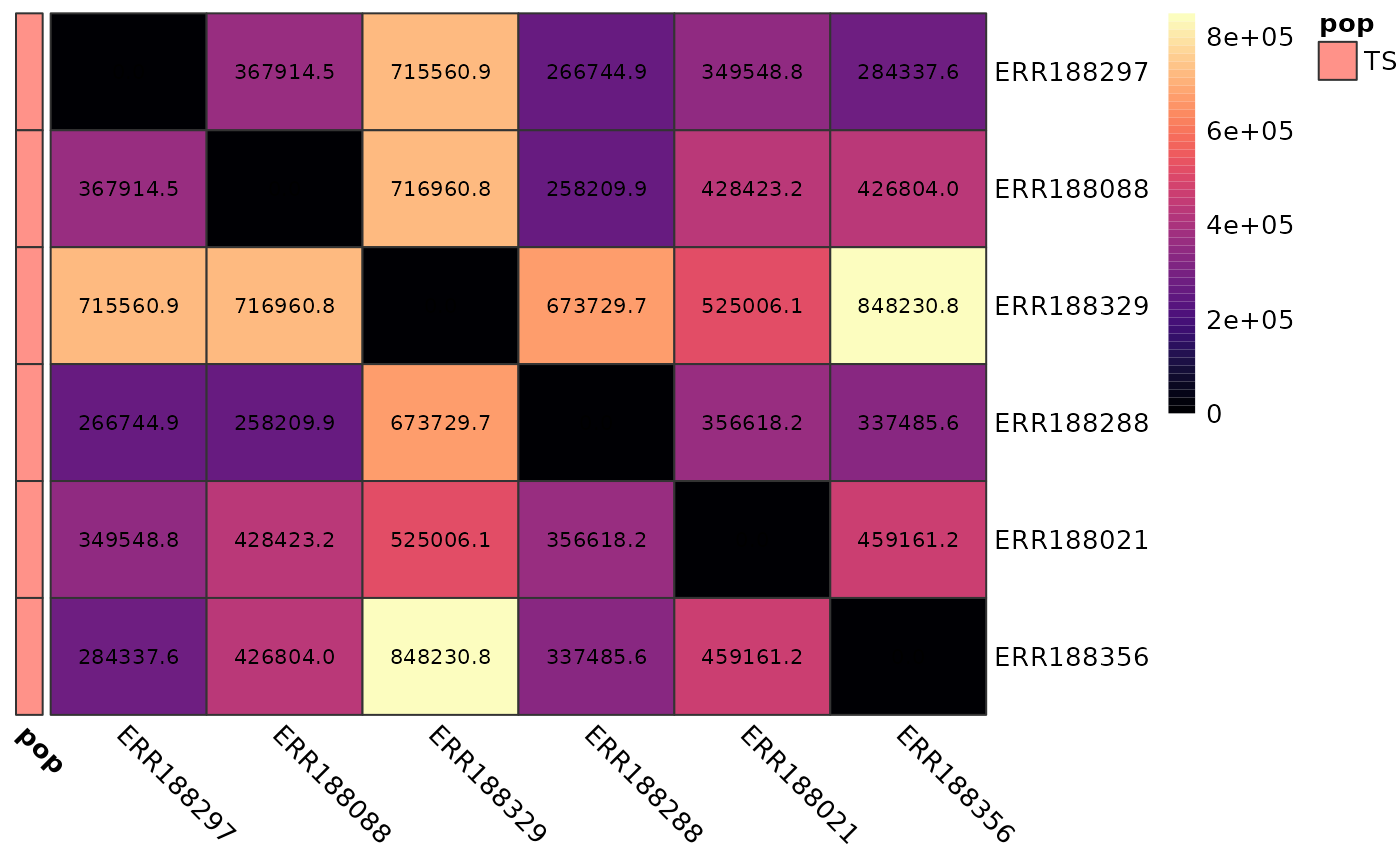 367914.5 715560.9 266744.9 349548.8 284337.6 ERR188297
367914.5 716960.8 258209.9 428423.2 426804.0 ERR188088
715560.9 716960.8 673729.7 525006.1 848230.8 ERR188329
266744.9 258209.9 673729.7 356618.2 337485.6 ERR188288
349548.8 428423.2 525006.1 356618.2 459161.2 ERR188021
284337.6 426804.0 848230.8 337485.6 459161.2 ERR188356
pop ERR188297 ERR188088 ERR188329 ERR188288 ERR188021 ERR188356
8e+05
6e+05
4e+05
2e+05
0
pop
TS